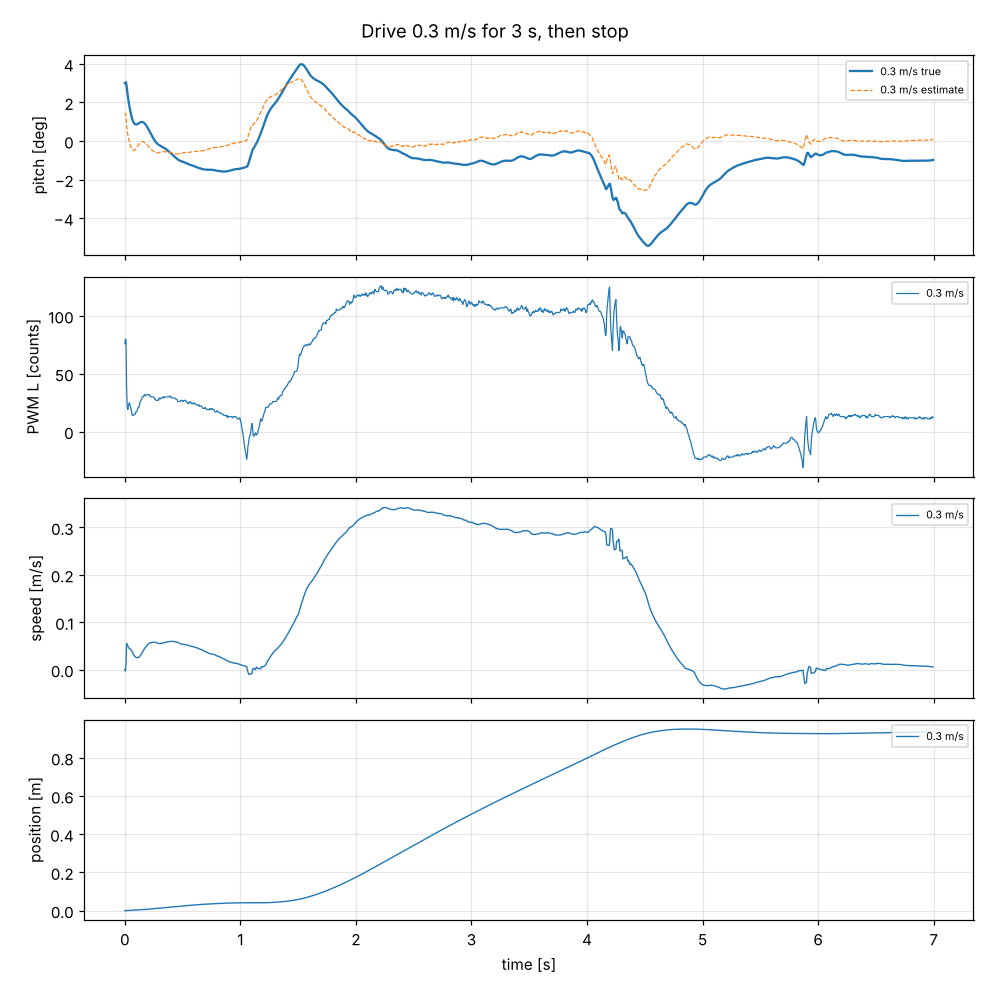 Drive 0.3 m/s for 3 s, then stop
4
2
0
−2
−4
pitch [deg]
0.3 m/s true
0.3 m/s estimate
100
50
0
PWM L [counts]
0.3 m/s
0.3
0.2
0.1
0.0
speed [m/s]
0.3 m/s
0.8
0.6
0.4
0.2
0.0
position [m]
0.3 m/s
0 1 2 3 4 5 6 7
time [s]